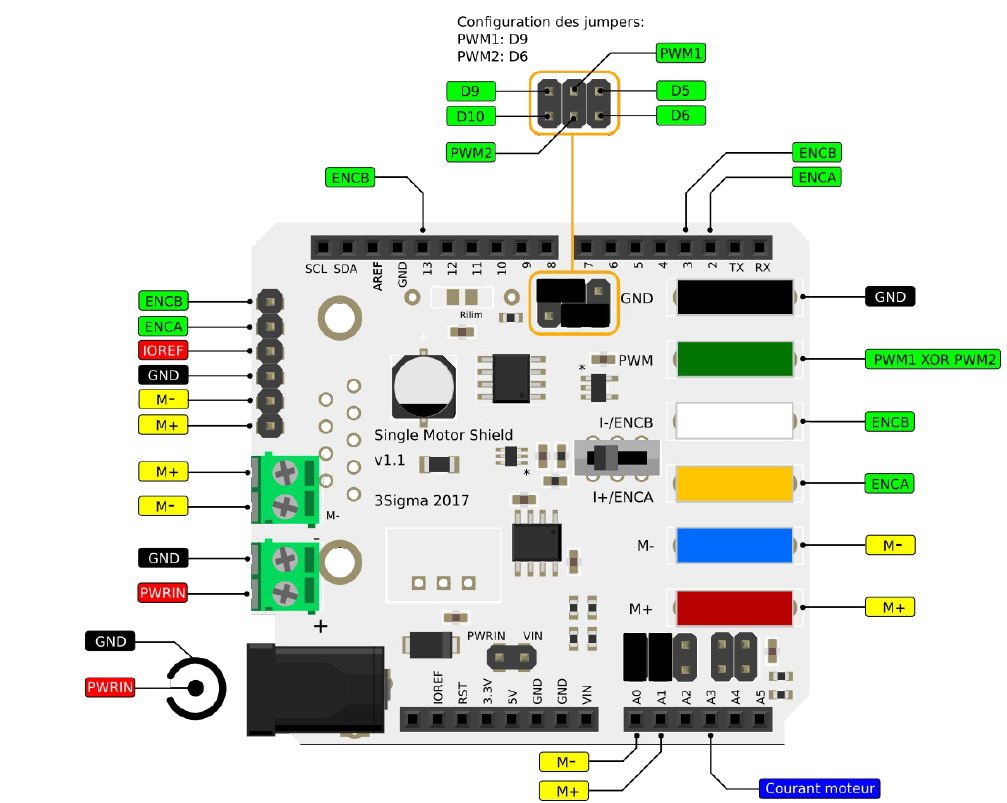 Configuration des jumpers:
PWM1: D9
PWM2: D6
PWM1
D9
D5
D10
D6
PWM2
ENCB
ENCB
ENCA
SCL SDA AREF GND 13 12 11 10 9 8 7 6 5 4 3 2 TX RX
ENCB
ENCA
IOREF
GND
M-
M+
M+
M-
GND
PWRIN
GND
PWRIN
Rilim
GND
GND
PWM
PWM1 XOR PWM2
*
I-/ENCB
ENCB
Single Motor Shield
v1.1
*
3Sigma 2017
I+/ENCA
ENCA
M-
-
+
+
M-
M-
M+
M+
PWRIN VIN
IOREF RST 3.3V 5V GND GND VIN A0 A1 A2 A3 A4 A5
M-
M+
Courant moteur